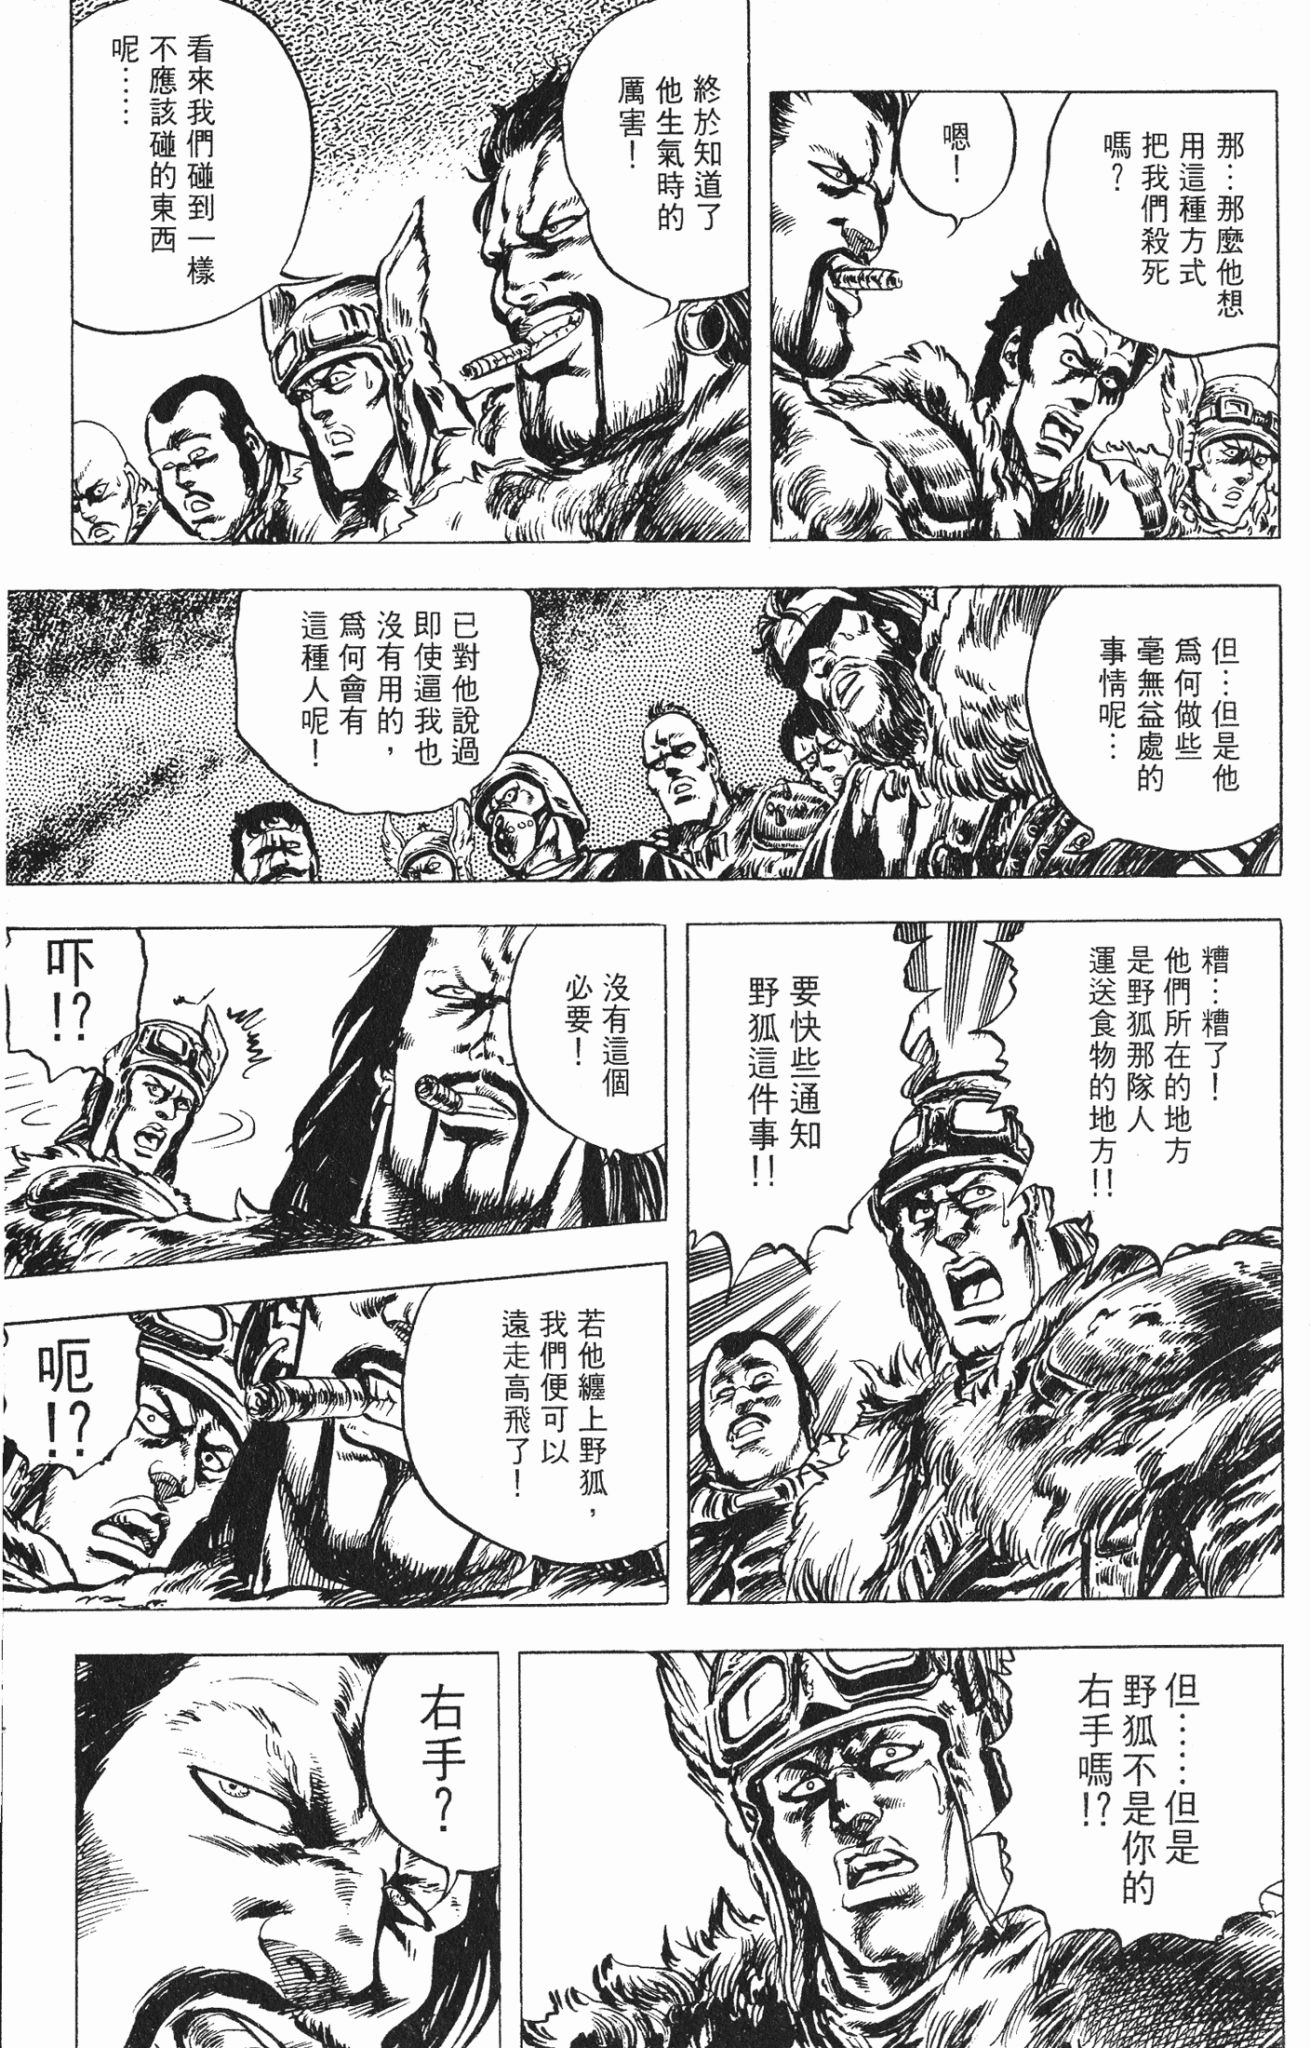 那…那麼他想
用這種方式
把我們殺死
嗎？
嗯！
終於知道了
他生氣時的
厲害！
看來我們碰到一樣
不應該碰的東西
呢……
但…但是他
爲何做些
毫無益處的
事情呢…
已對他說過
即使逼我也
沒有用的，
爲何會有
這種人呢！
糟…糟了！
他們所在的地方
是野狐那隊人
運送食物的地方!!
要快些通知
野狐這件事!!
沒有這個
必要！
吓!?
若他纏上野狐，
我們便可以
遠走高飛了！
呃!?
但……但是
野狐不是你的
右手嗎!?
右手？